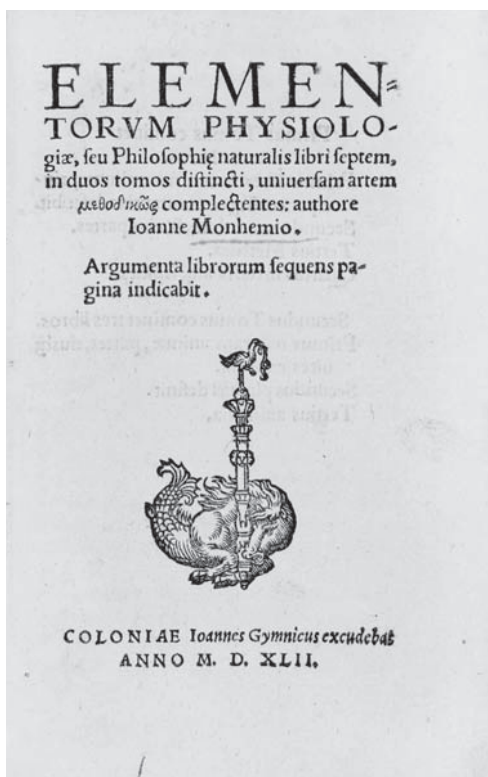 ELEMEN=
TORVM PHYSIOLO-
giæ, ſeu Philoſophię naturalis libri ſeptem,
in duos tomos diſtincti, uniuerſam artem
μεθοδικῶς complectentes: authore
Ioanne Monhemio.
Argumenta librorum ſequens pa-
gina indicabit.
COLONIAE Ioannes Gymnicus excudebat
ANNO M. D. XLII.